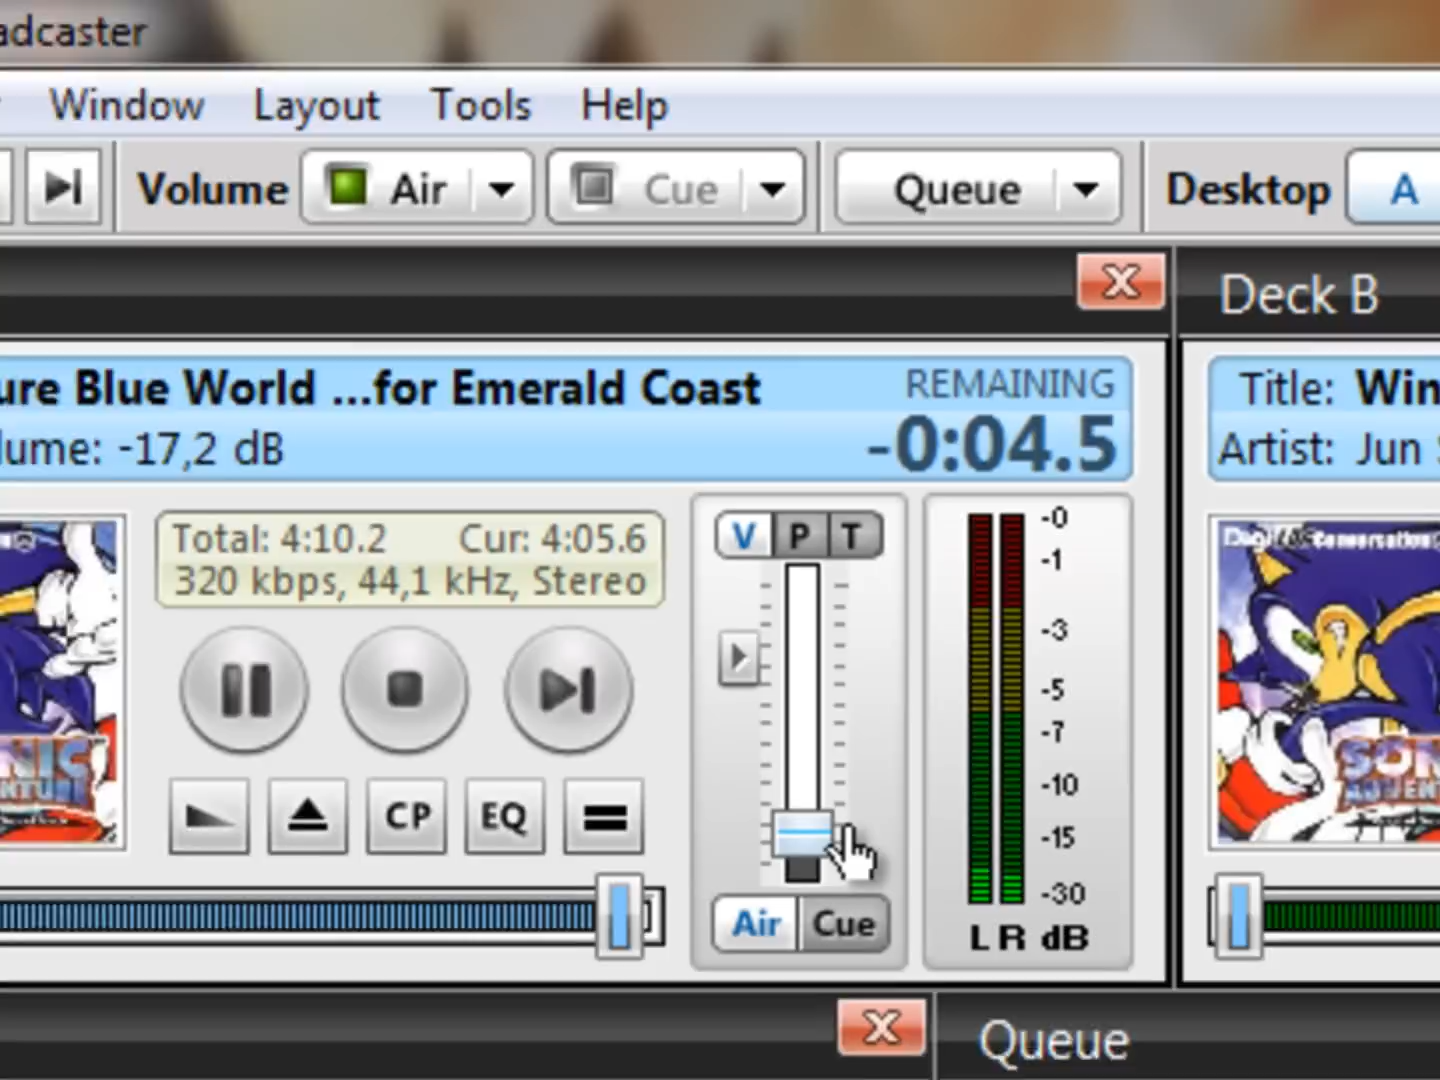 adcaster
Window Layout Tools Help
Volume Air Cue Queue Desktop A
Deck B
ure Blue World ...for Emerald Coast REMAINING
lume: -17,2 dB -0:04.5
Title: Win
Artist: Jun
Total: 4:10.2 Cur: 4:05.6
320 kbps, 44,1 kHz, Stereo
V P T
-0
-1
-3
-5
-7
-10
-15
-30
CP EQ
Air Cue
L R dB
NIC
SON
ADVENT
Queue